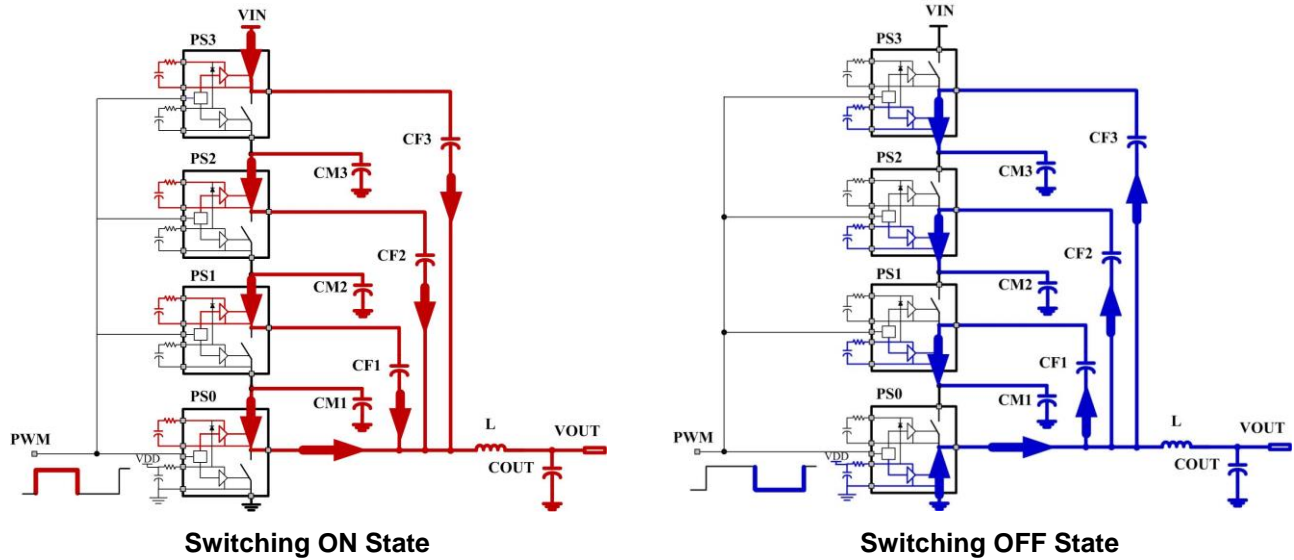 VIN
PS3
CF3
PS2
CM3
CF2
PS1
CM2
CF1
PS0
CM1
PWM
L
VOUT
VDD
COUT
Switching ON State
VIN
PS3
CF3
PS2
CM3
CF2
PS1
CM2
CF1
PS0
CM1
PWM
L
VOUT
VDD
COUT
Switching OFF State